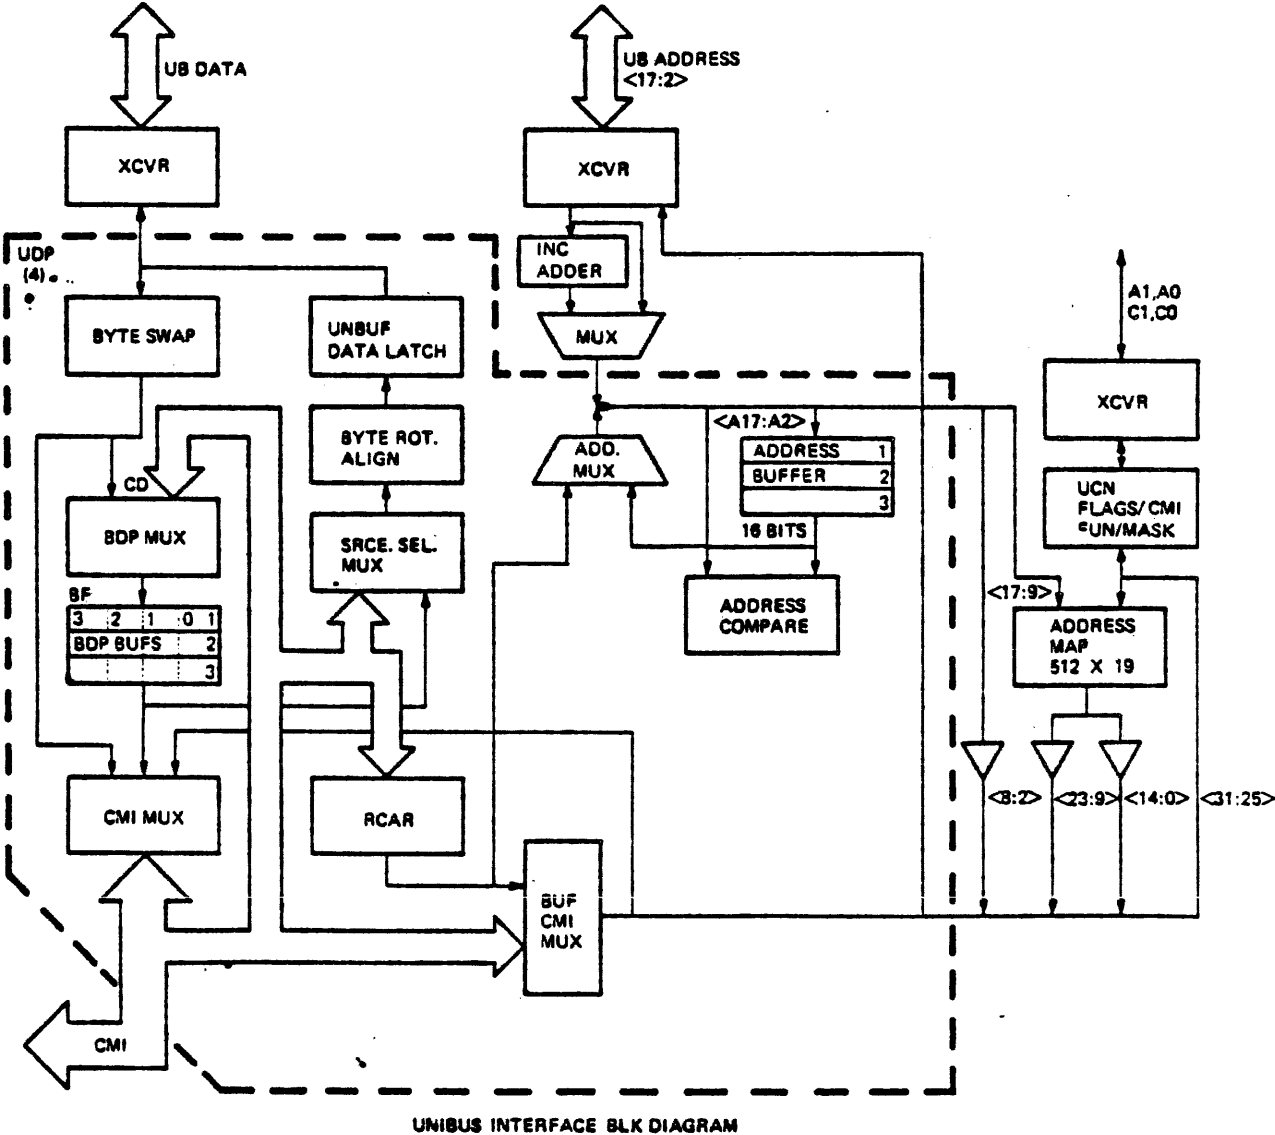 UB DATA
UB ADDRESS
<17:2>
XCVR
XCVR
UDP
(4)
INC
ADDER
A1,A0
C1,C0
BYTE SWAP
UNBUF
DATA LATCH
MUX
XCVR
BYTE ROT.
ALIGN
ADD.
MUX
<A17:A2>
ADDRESS 1
BUFFER 2
3
16 BITS
CD
BDP MUX
SRCE. SEL.
MUX
UCN
FLAGS/CMI
FUN/MASK
BF
3 2 1 0 1
BDP BUFS 2
3
ADDRESS
COMPARE
<17:9>
ADDRESS
MAP
512 X 19
CMI MUX
RCAR
<8:2>
<23:9>
<14:0>
<31:25>
BUF
CMI
MUX
CMI
UNIBUS INTERFACE BLK DIAGRAM